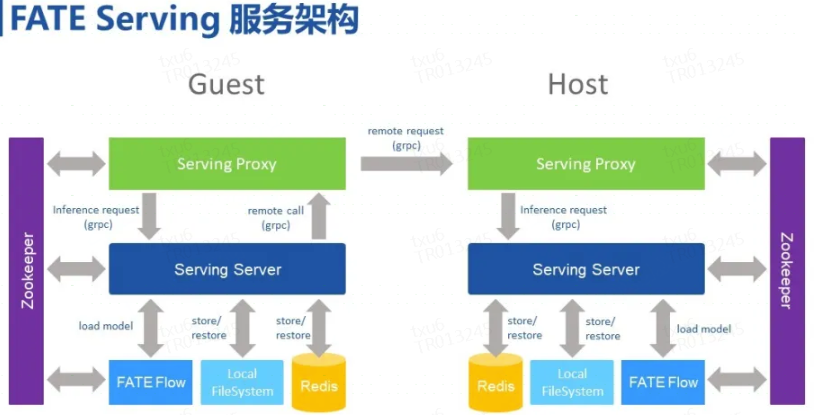 FATE Serving 服务架构
Guest
Host
remote request
(grpc)
Serving Proxy
Serving Proxy
Inference request
(grpc)
remote call
(grpc)
Inference request
(grpc)
Zookeeper
Serving Server
Serving Server
Zookeeper
load model
store/
restore
store/
restore
store/
restore
store/
restore
load model
FATE Flow
Local
FileSystem
Redis
Redis
Local
FileSystem
FATE Flow